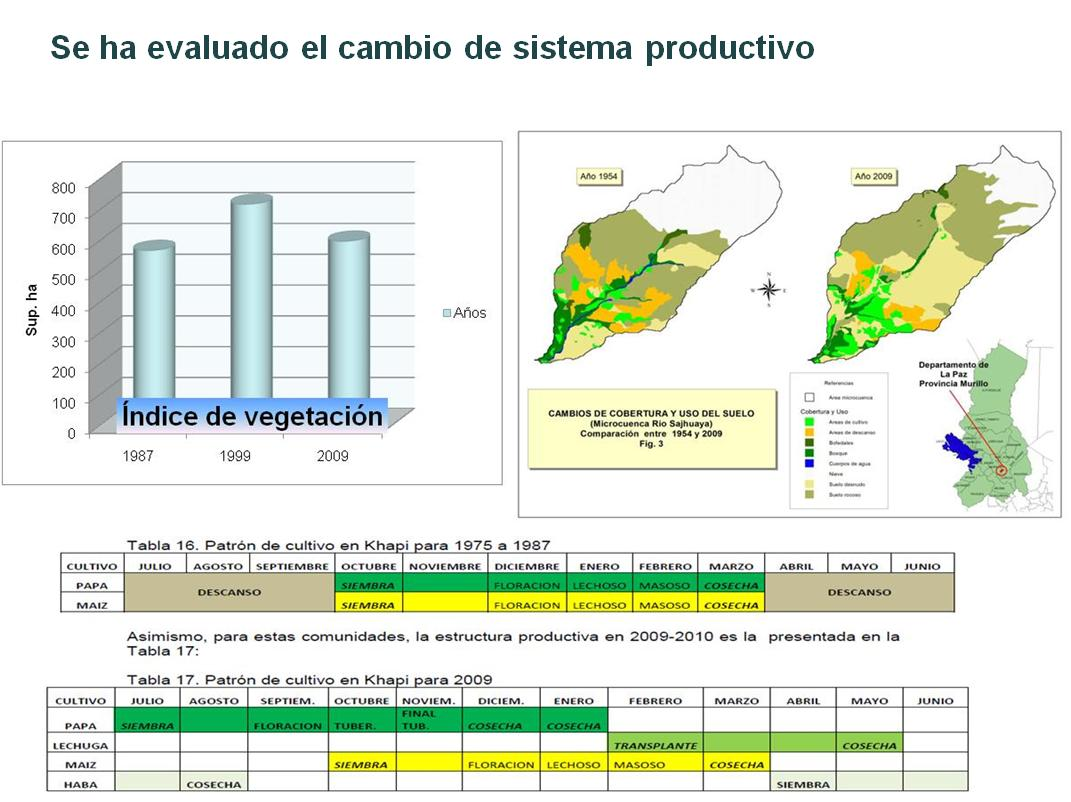 Se ha evaluado el cambio de sistema productivo
800
700
600
500
400
300
200
100
0
Sup. ha
1987 1999 2009
Años
Índice de vegetación
Año 1954
Año 2009
N
W E
S
CAMBIOS DE COBERTURA Y USO DEL SUELO
(Microcuenca Río Sajhuaya)
Comparación entre 1954 y 2009
Fig. 3
Referencias
Area microcuenca
Cobertura y Uso
Areas de cultivo
Areas de descanso
Bofedales
Bosque
Cuerpos de agua
Nieve
Suelo desnudo
Suelo rocoso
Departamento de
La Paz
Provincia Murillo
Tabla 16. Patrón de cultivo en Khapi para 1975 a 1987
CULTIVO JULIO AGOSTO SEPTIEMBRE OCTUBRE NOVIEMBRE DICIEMBRE ENERO FEBRERO MARZO ABRIL MAYO JUNIO
PAPA SIEMBRA FLORACION LECHOSO MASOSO COSECHA
DESCANSO DESCANSO
MAIZ SIEMBRA FLORACION LECHOSO MASOSO COSECHA
Asimismo, para estas comunidades, la estructura productiva en 2009-2010 es la presentada en la
Tabla 17:
Tabla 17. Patrón de cultivo en Khapi para 2009
CULTIVO JULIO AGOSTO SEPTIEM. OCTUBRE NOVIEM. DICIEM. ENERO FEBRERO MARZO ABRIL MAYO JUNIO
PAPA SIEMBRA FLORACION TUBER. FINAL TUB. COSECHA COSECHA
LECHUGA TRANSPLANTE COSECHA
MAIZ SIEMBRA FLORACION LECHOSO MASOSO COSECHA
HABA COSECHA SIEMBRA